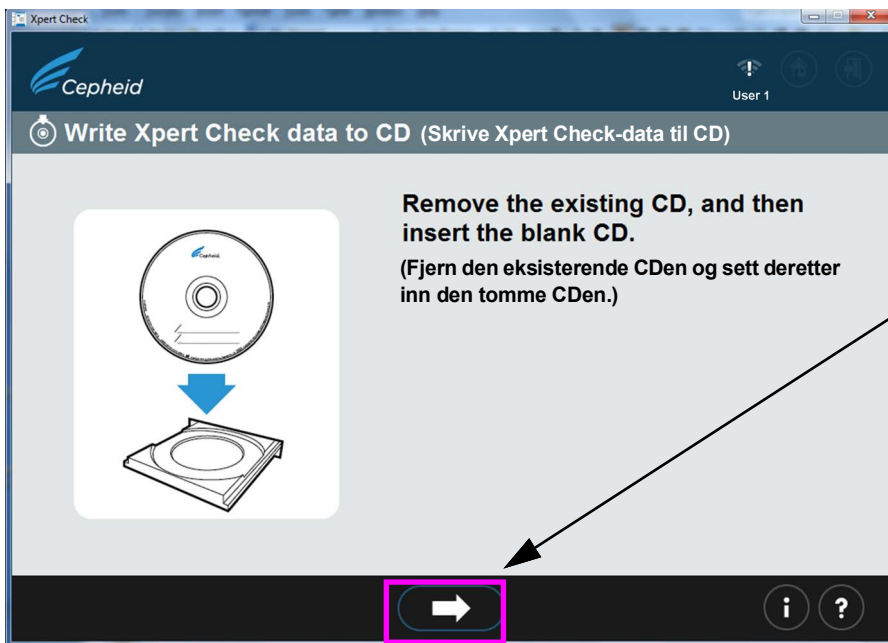 Xpert Check
Cepheid
User 1
Write Xpert Check data to CD (Skrive Xpert Check-data til CD)
Cepheid
Remove the existing CD, and then
insert the blank CD.
(Fjern den eksisterende CDen og sett deretter
inn den tomme CDen.)
i ?